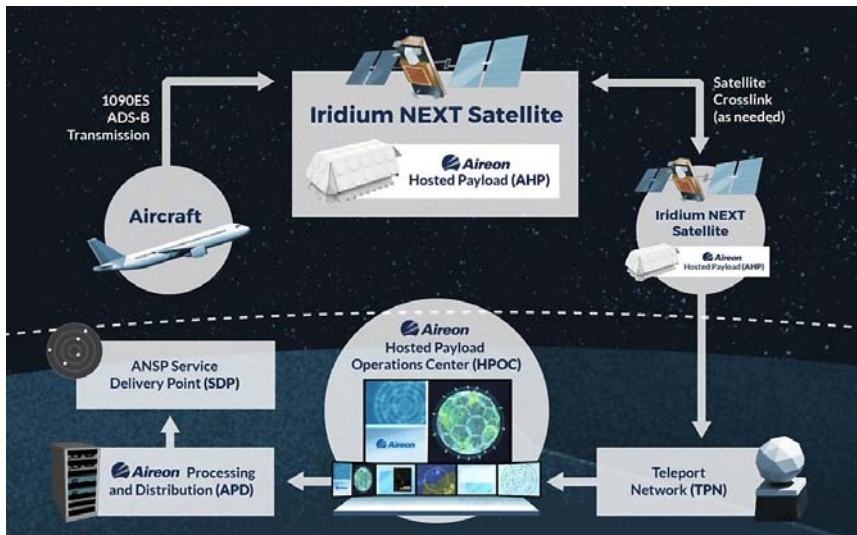 1090ES
ADS-B
Transmission
Iridium NEXT Satellite
Aireon
Hosted Payload (AHP)
Satellite
Crosslink
(as needed)
Aircraft
Iridium NEXT
Satellite
Aireon
Hosted Payload (AHP)
Aireon
Hosted Payload
Operations Center (HPOC)
Aireon
Aireon
ANSP Service
Delivery Point (SDP)
Aireon Processing
and Distribution (APD)
Teleport
Network (TPN)